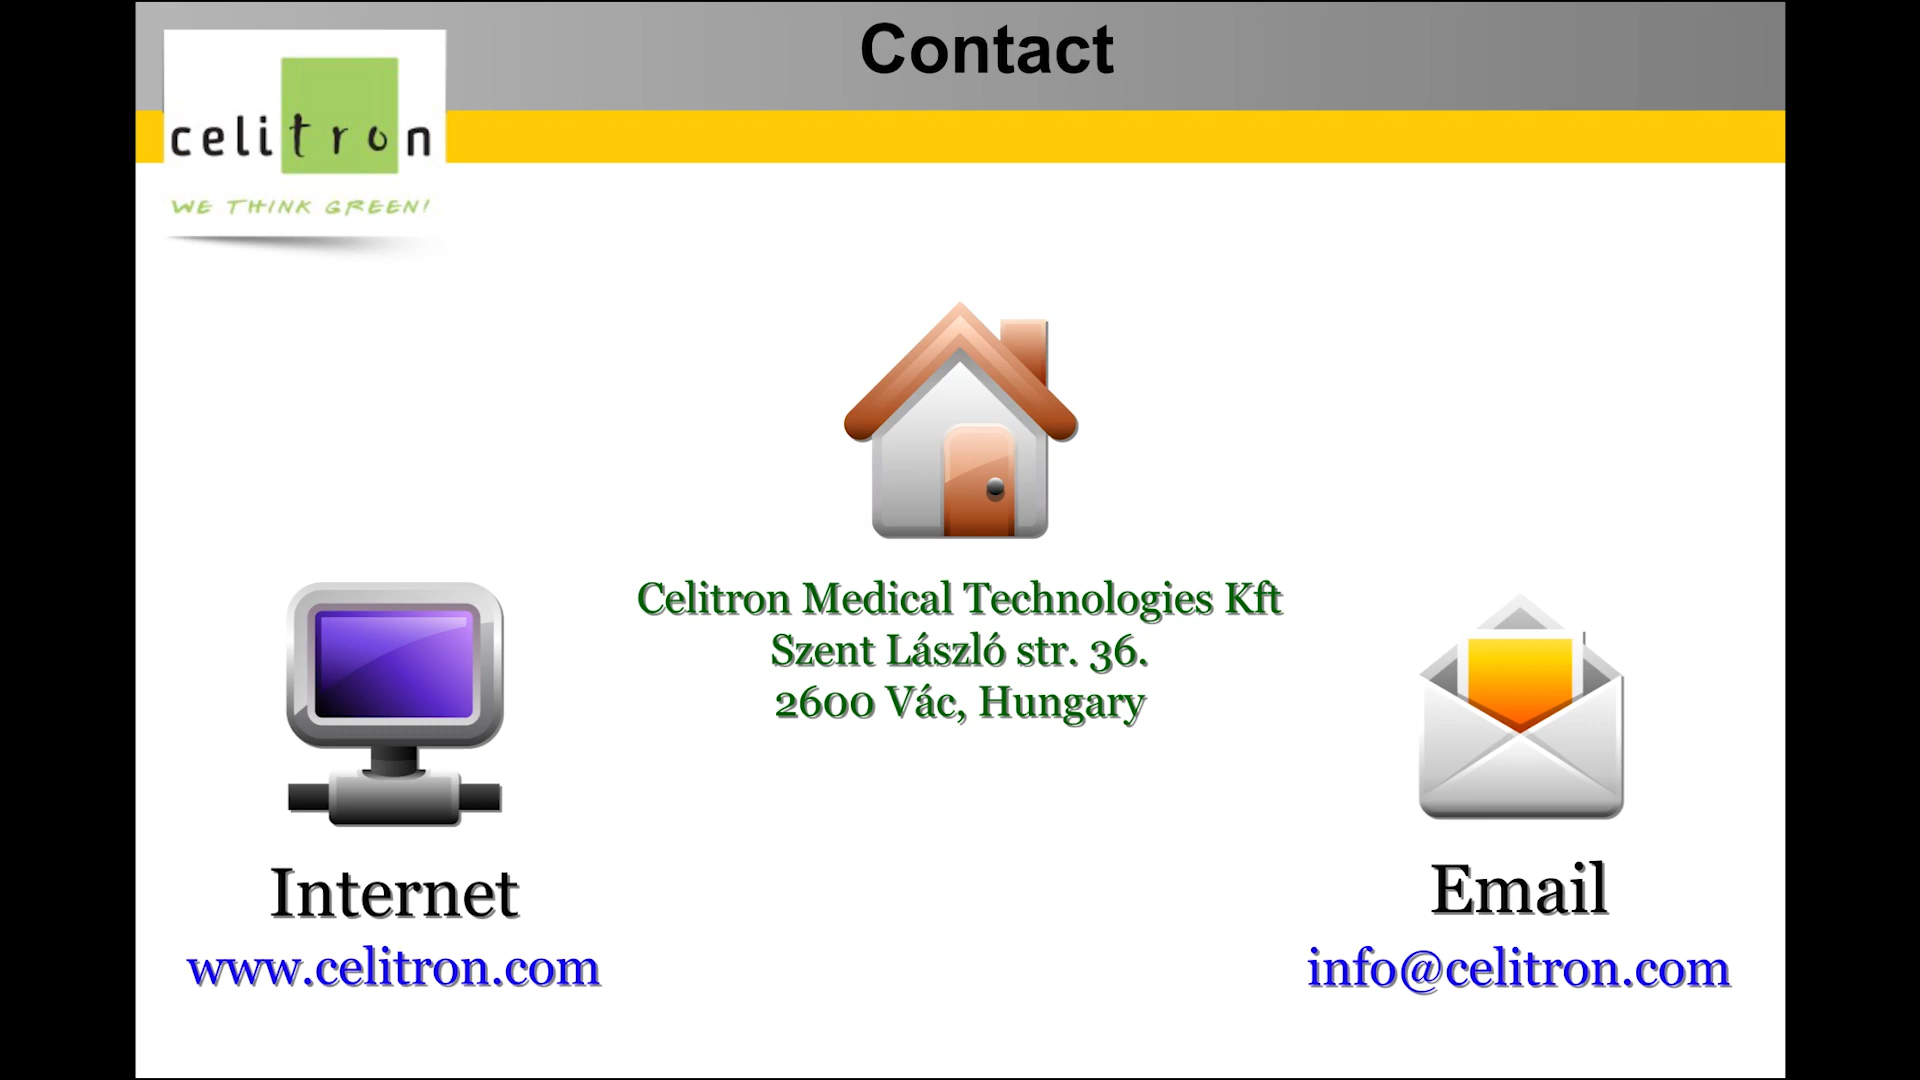 Contact
celitron
WE THINK GREEN!
Celitron Medical Technologies Kft
Szent László str. 36.
2600 Vác, Hungary
Internet
www.celitron.com
Email
info@celitron.com